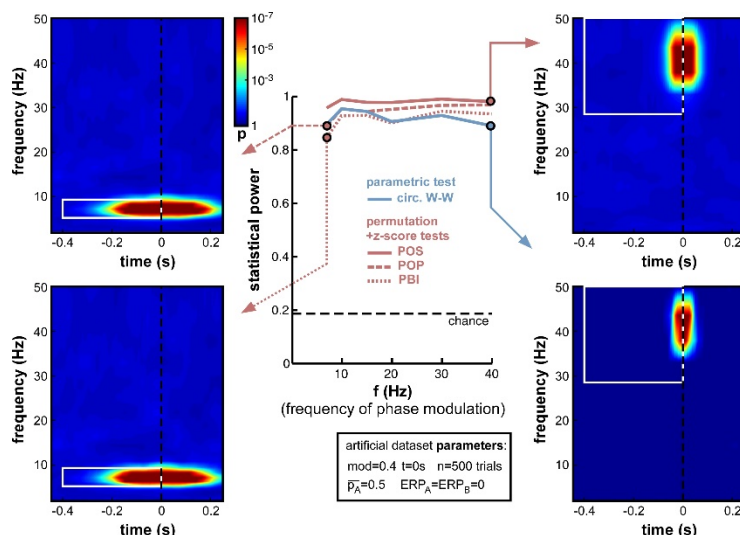 50
40
30
20
10
frequency (Hz)
-0.4
-0.2
0
0.2
time (s)
10⁻⁷
10⁻⁵
10⁻³
1
p
50
40
30
20
10
frequency (Hz)
-0.4
-0.2
0
0.2
time (s)
1
0.8
0.6
0.4
0.2
0
statistical power
parametric test
circ. W-W
permutation
+z-score tests
POS
POP
PBI
chance
10
20
30
40
f (Hz)
(frequency of phase modulation)
artificial dataset parameters:
mod=0.4 t=0s n=500 trials
p̅_A=0.5 ERP_A=ERP_B=0
50
40
30
20
10
frequency (Hz)
-0.4
-0.2
0
0.2
time (s)
50
40
30
20
10
frequency (Hz)
-0.4
-0.2
0
0.2
time (s)